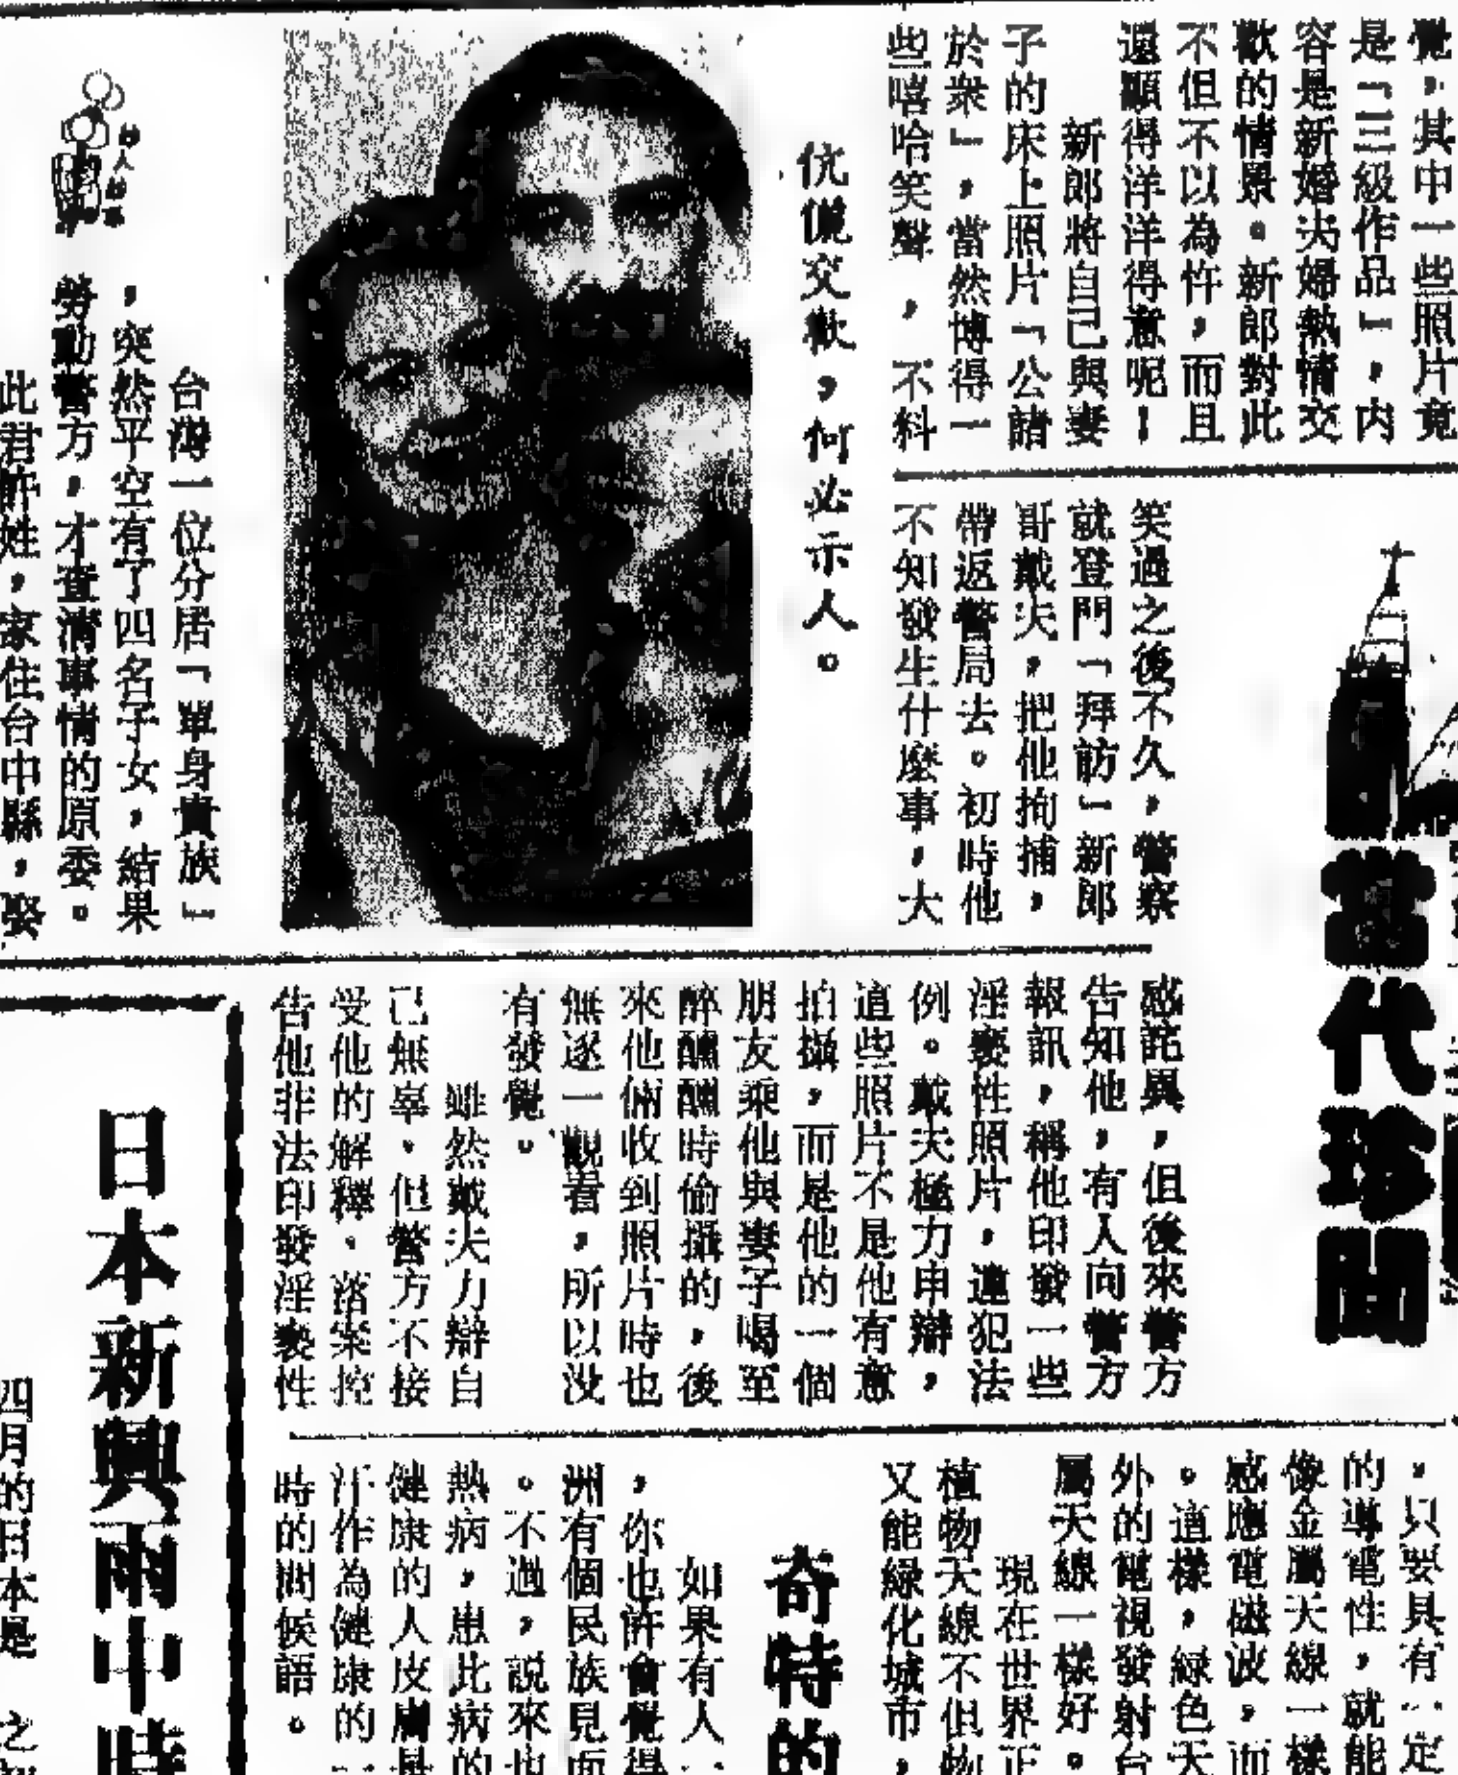 覺，其中一些照片竟
是「三級作品」，内
容是新婚夫婦熱情交
歡的情景。新郎對此
不但不以為忤，而且
還顯得洋洋得意呢！
新郎將自己與妻
子的床上照片「公諸
於衆」，當然博得一
些嘻哈笑聲，不料
笑過之後不久，警察
就登門「拜訪」新郎
哥戴夫，把他拘捕，
帶返警局去。初時他
不知發生什麼事，大
感詫異，但後來警方
告知他，有人向警方
報訊，稱他印發一些
淫褻性照片，違犯法
例。戴夫極力申辯，
這些照片不是他有意
拍攝，而是他的一個
朋友乘他與妻子喝至
醉醺醺時偷攝的，後
來他倆收到照片時也
無逐一觀看，所以没
有發覺。
雖然戴夫力辯自
己無辜，但警方不接
受他的解釋，落案控
告他非法印發淫褻性
伉儷交歡，何必示人。
當代珍聞
台灣一位分居「單身貴族」
，突然平空有了四名子女，結果
勞動警方，才查清事情的原委。
此君許姓，家住台中縣，娶
，只要具有一定
的導電性，就能
像金屬天線一樣
感應電磁波，而
。這樣，緑色天
外的電視發射台
屬天線一樣好。
現在世界正
植物天線不但物
又能緑化城市，
奇特的
如果有人
，你也許會覺得
洲有個民族見面
。不過，説來也
熱病，患此病的
健康的人皮膚是
汗作為健康的一
時的問候語。
日本新興雨中時
四月的日本是